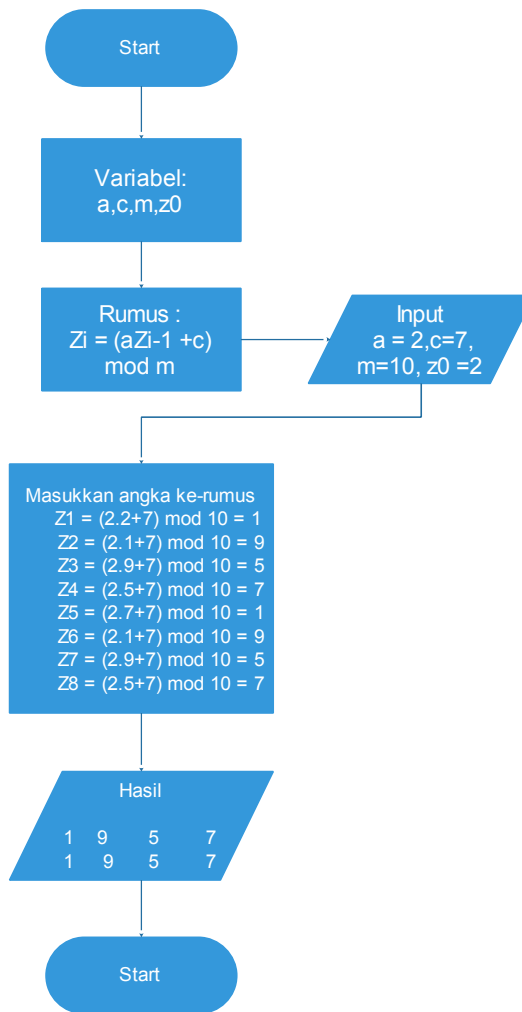 Start
Variabel:
a,c,m,z0
Rumus :
Zi = (aZi-1 +c)
mod m
Input
a = 2,c=7,
m=10, z0 =2
Masukkan angka ke-rumus
Z1 = (2.2+7) mod 10 = 1
Z2 = (2.1+7) mod 10 = 9
Z3 = (2.9+7) mod 10 = 5
Z4 = (2.5+7) mod 10 = 7
Z5 = (2.7+7) mod 10 = 1
Z6 = (2.1+7) mod 10 = 9
Z7 = (2.9+7) mod 10 = 5
Z8 = (2.5+7) mod 10 = 7
Hasil
1 9 5 7
1 9 5 7
Start